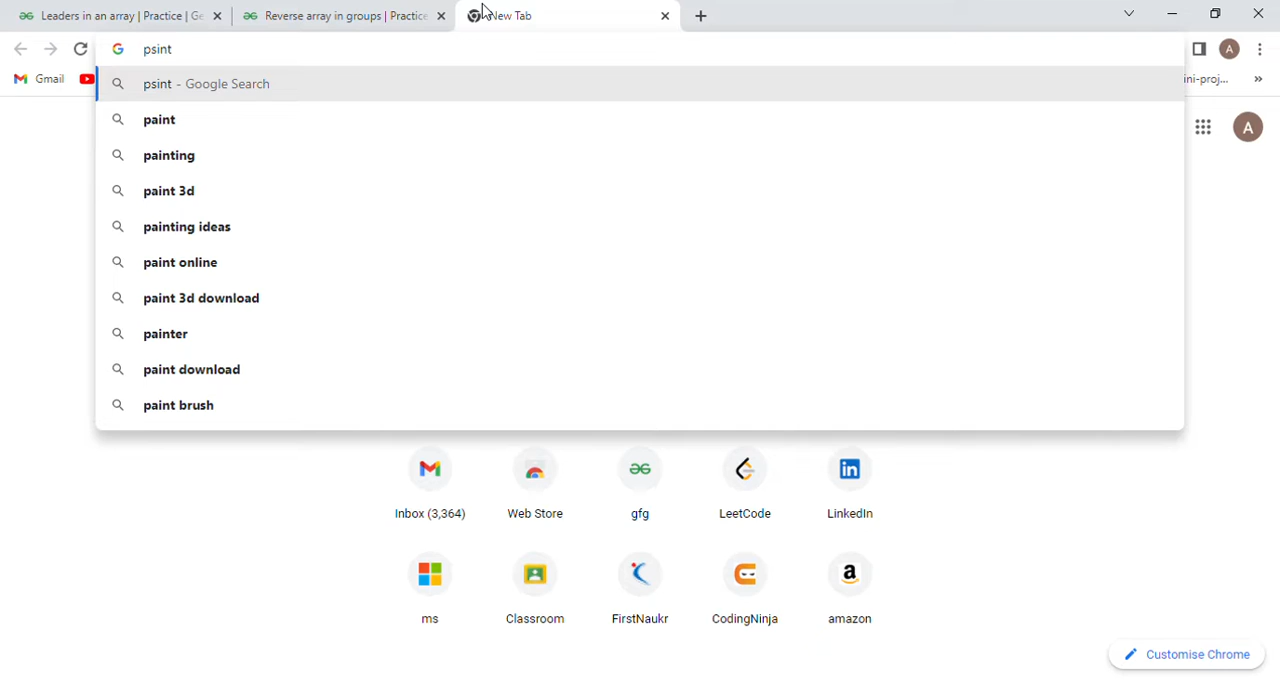 Leaders in an array | Practice | Ge
Reverse array in groups | Practice
New Tab
psint
A
Gmail
ini-proj...
»
psint - Google Search
paint
painting
paint 3d
painting ideas
paint online
paint 3d download
painter
paint download
paint brush
A
Inbox (3,364)
Web Store
gfg
LeetCode
LinkedIn
ms
Classroom
FirstNaukr
CodingNinja
amazon
Customise Chrome